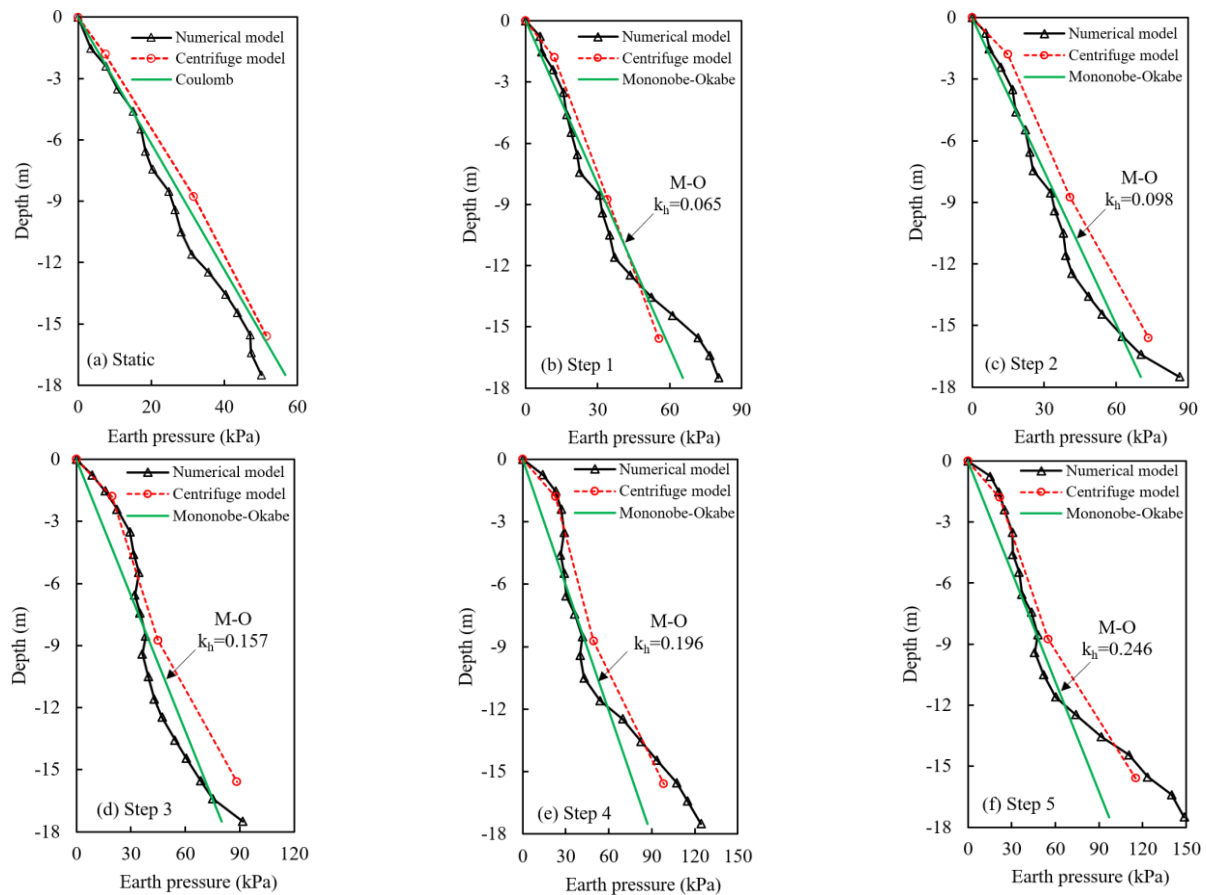 0 20 40 60
0
-3
-6
-9
-12
-15
-18
Depth (m)
Numerical model
Centrifuge model
Coulomb
(a) Static
Earth pressure (kPa)
0 30 60 90
0
-3
-6
-9
-12
-15
-18
Depth (m)
Numerical model
Centrifuge model
Mononobe-Okabe
M-O
kh=0.065
(b) Step 1
Earth pressure (kPa)
0 30 60 90
0
-3
-6
-9
-12
-15
-18
Depth (m)
Numerical model
Centrifuge model
Mononobe-Okabe
M-O
kh=0.098
(c) Step 2
Earth pressure (kPa)
0
-3
-6
-9
-12
-15
-18
Depth (m)
Numerical model
Centrifuge model
Mononobe-Okabe
M-O
kh=0.157
(d) Step 3
0 30 60 90 120
Earth pressure (kPa)
0
-3
-6
-9
-12
-15
-18
Depth (m)
Numerical model
Centrifuge model
Mononobe-Okabe
M-O
kh=0.196
(e) Step 4
0 30 60 90 120 150
Earth pressure (kPa)
0
-3
-6
-9
-12
-15
-18
Depth (m)
Numerical model
Centrifuge model
Mononobe-Okabe
M-O
kh=0.246
(f) Step 5
0 30 60 90 120 150
Earth pressure (kPa)